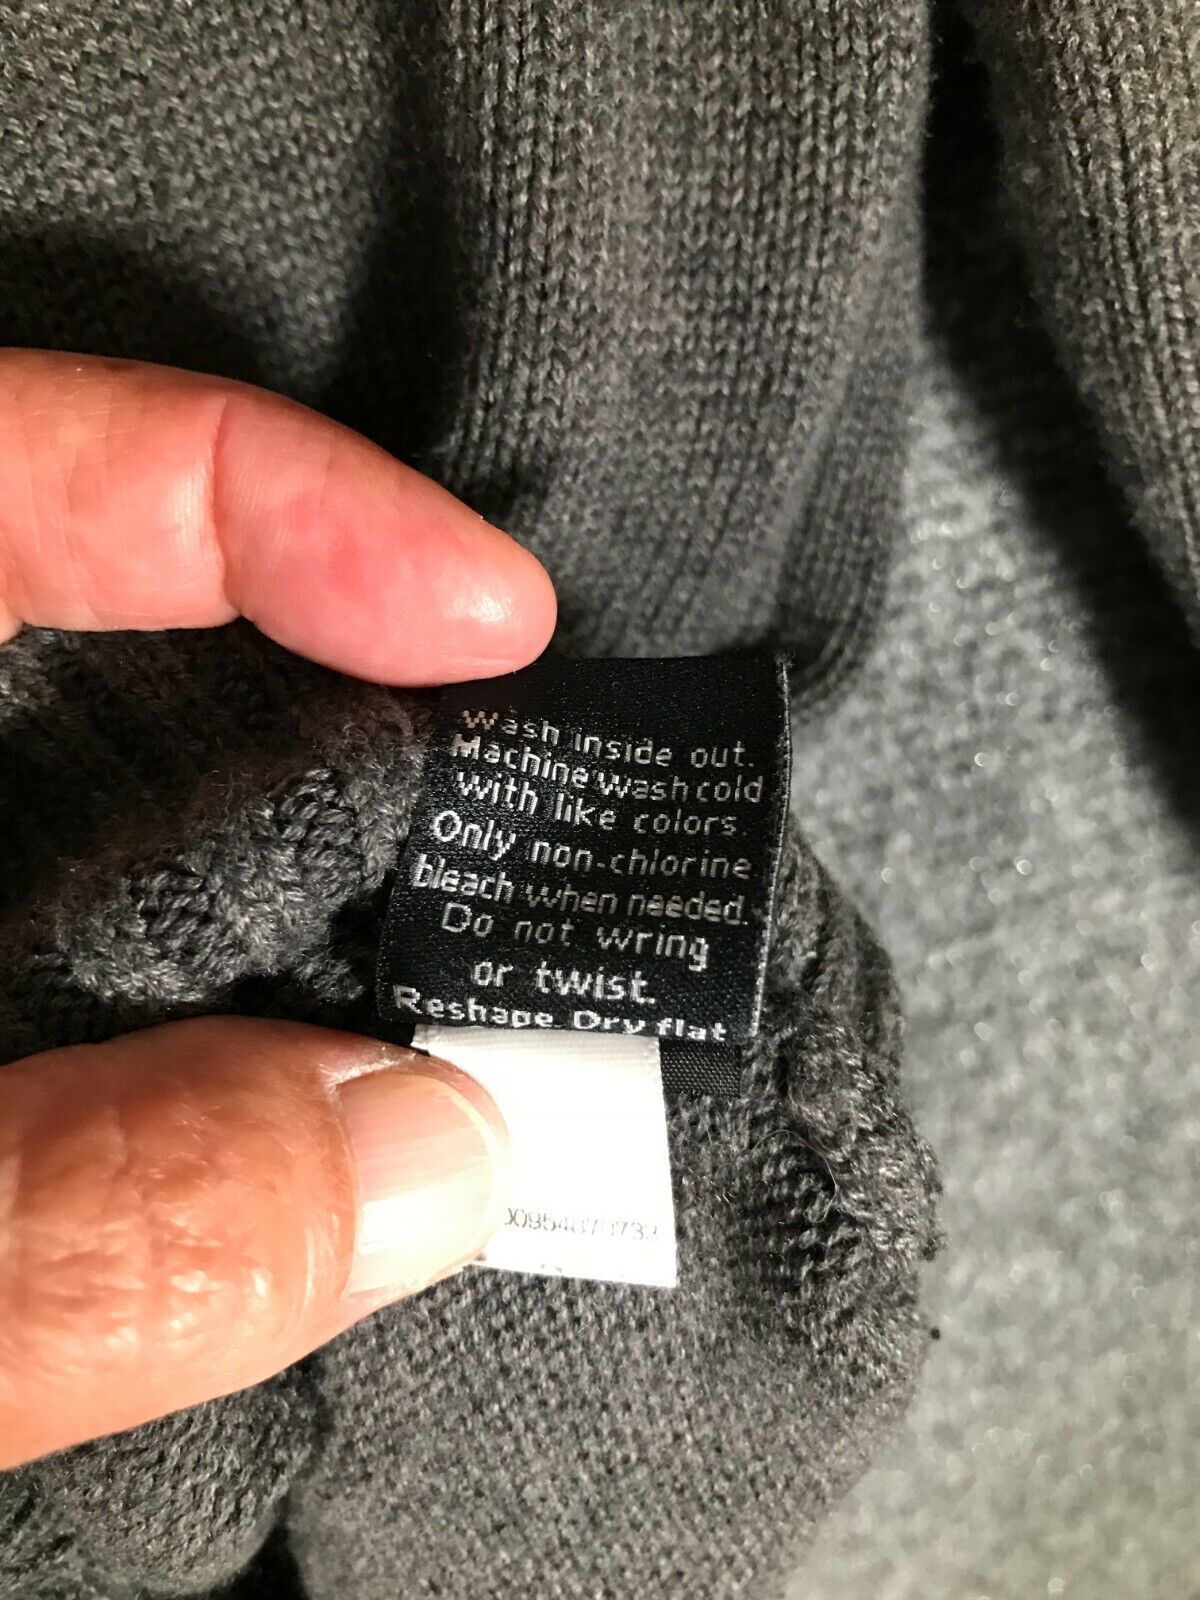 Wash inside out.
Machine Wash cold
with like colors.
Only non-chlorine
bleach when needed.
Do not wring
or twist.
Reshape Dry flat